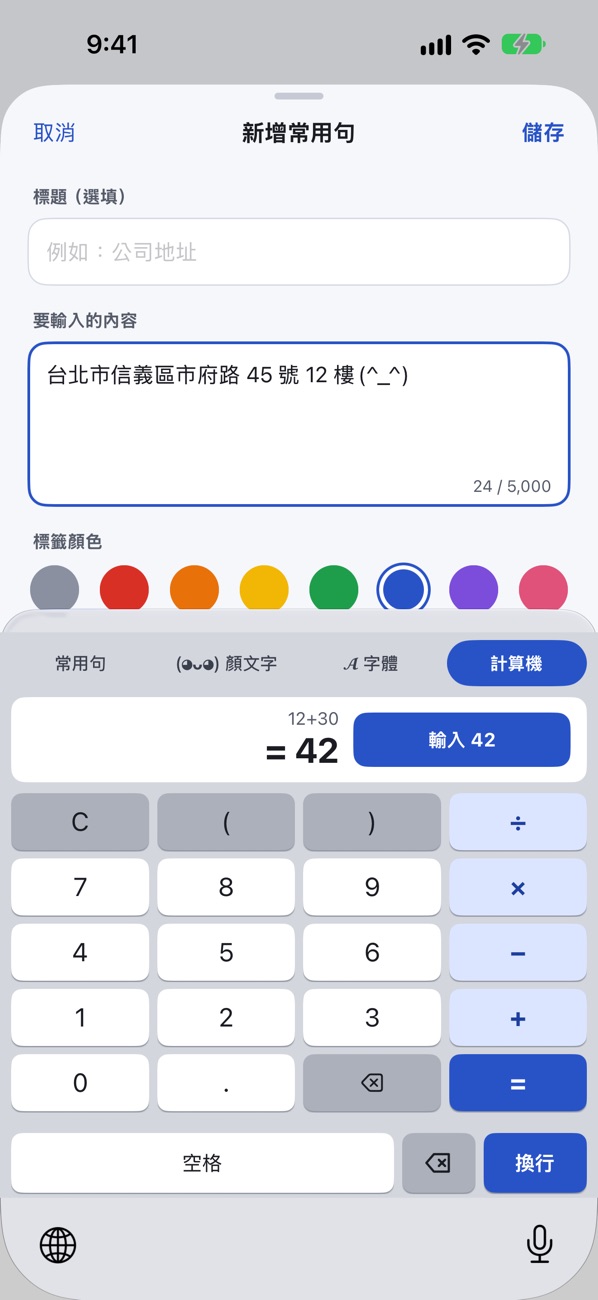 9:41
取消 新增常用句 儲存
標題（選填）
例如：公司地址
要輸入的內容
台北市信義區市府路 45 號 12 樓 (^_^)
24 / 5,000
標籤顏色
常用句 (◕ᴗ◕) 顏文字 𝓐 字體 計算機
12+30
= 42 輸入 42
C ( ) ÷
7 8 9 ×
4 5 6 −
1 2 3 +
0 . =
空格 換行